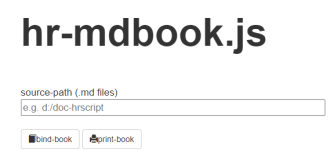 hr-mdbook.js
source-path (.md files)
e.g. d:/doc-hrscript
bind-book print-book